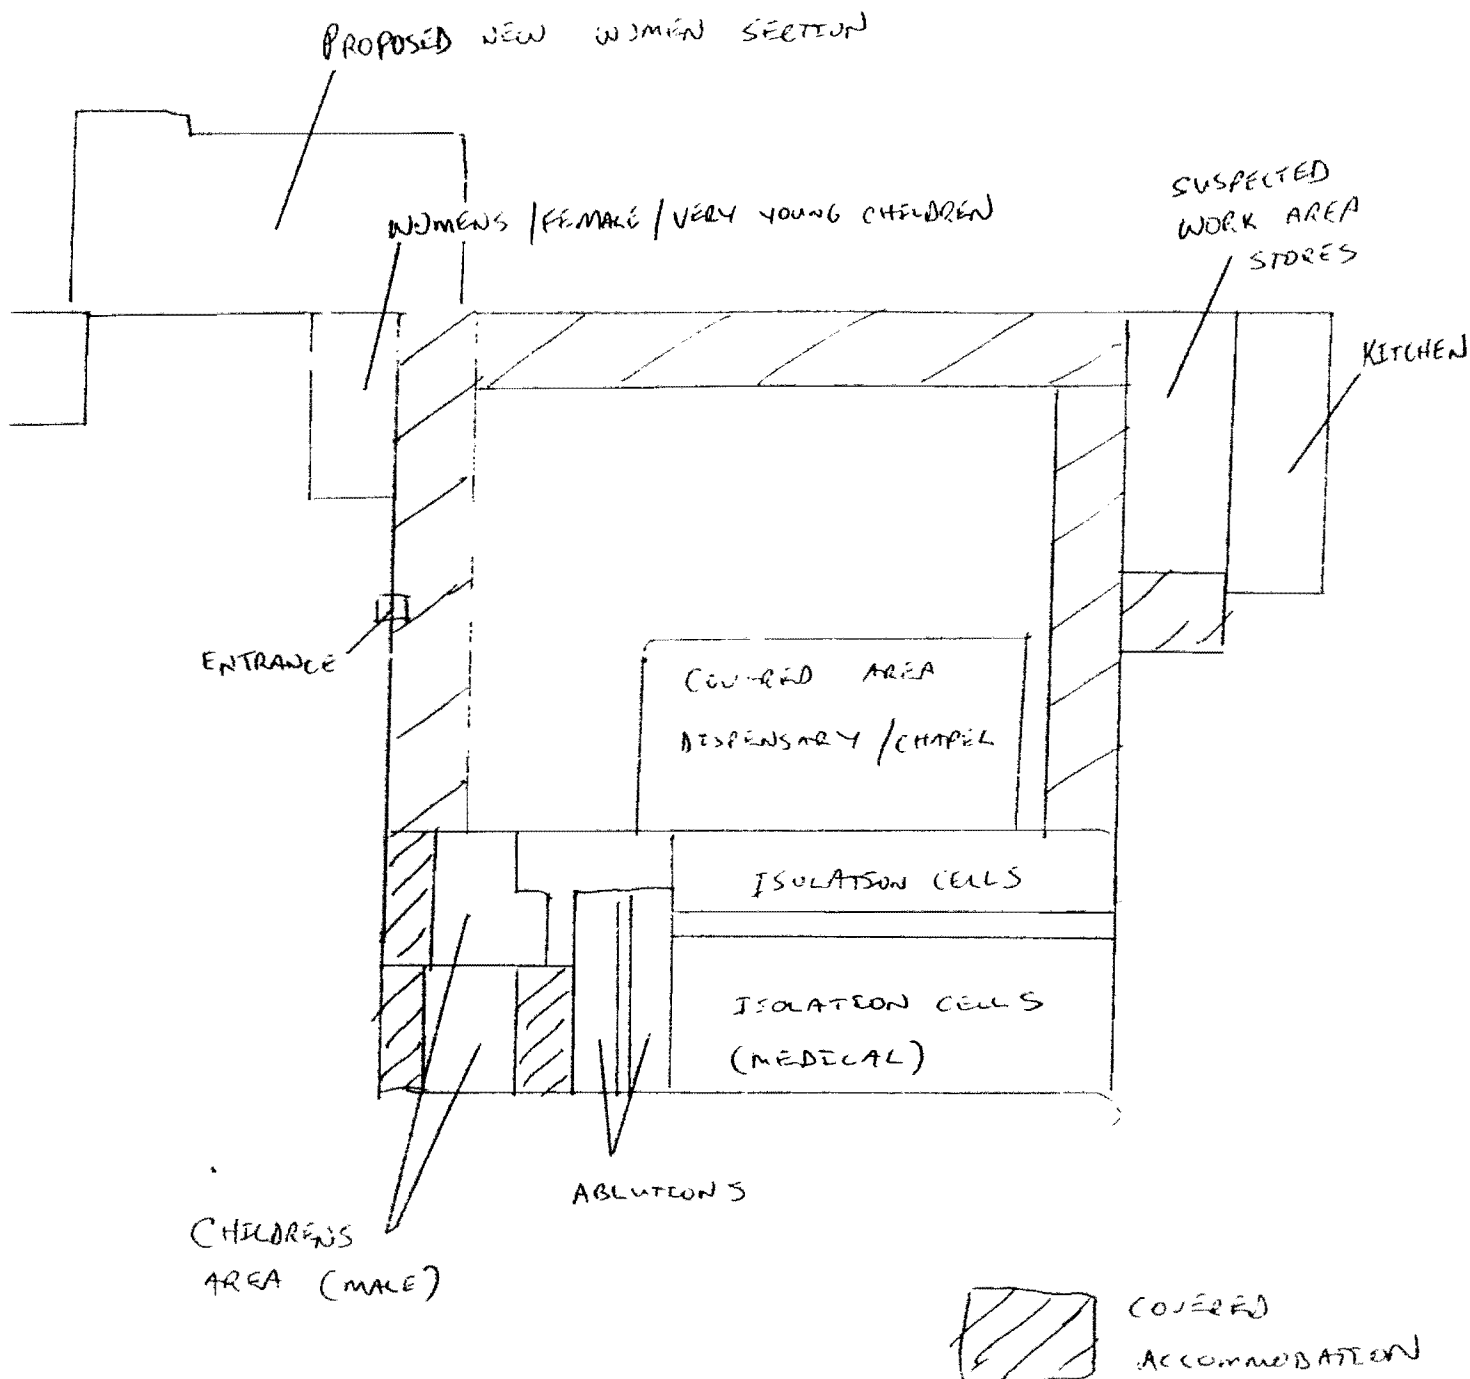 PROPOSED NEW WOMEN SECTION
WOMENS / FEMALE / VERY YOUNG CHILDREN
SUSPECTED
WORK AREA
STORES
KITCHEN
ENTRANCE
COVERED AREA
DISPENSARY / CHAPEL
ISOLATION CELLS
ISOLATION CELLS
(MEDICAL)
ABLUTIONS
CHILDRENS
AREA (MALE)
COVERED
ACCOMMODATION